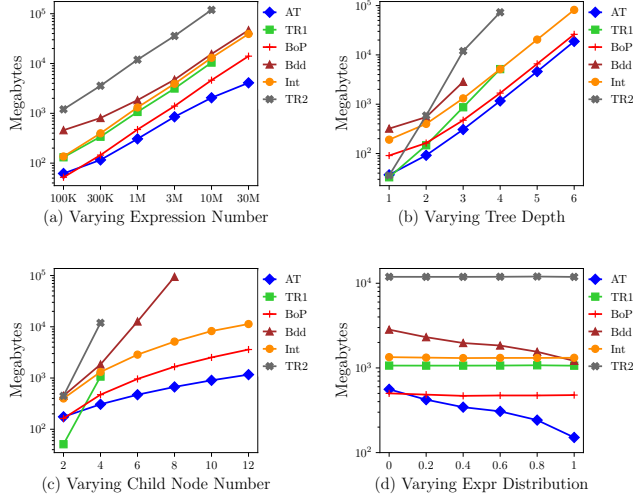 10^5
10^4
10^3
10^2
Megabytes
100K 300K 1M 3M 10M 30M
(a) Varying Expression Number
AT
TR1
BoP
Bdd
Int
TR2
10^5
10^4
10^3
10^2
Megabytes
1 2 3 4 5 6
(b) Varying Tree Depth
AT
TR1
BoP
Bdd
Int
TR2
10^5
10^4
10^3
10^2
Megabytes
2 4 6 8 10 12
(c) Varying Child Node Number
AT
TR1
BoP
Bdd
Int
TR2
10^4
10^3
10^2
Megabytes
0 0.2 0.4 0.6 0.8 1
(d) Varying Expr Distribution
AT
TR1
BoP
Bdd
Int
TR2